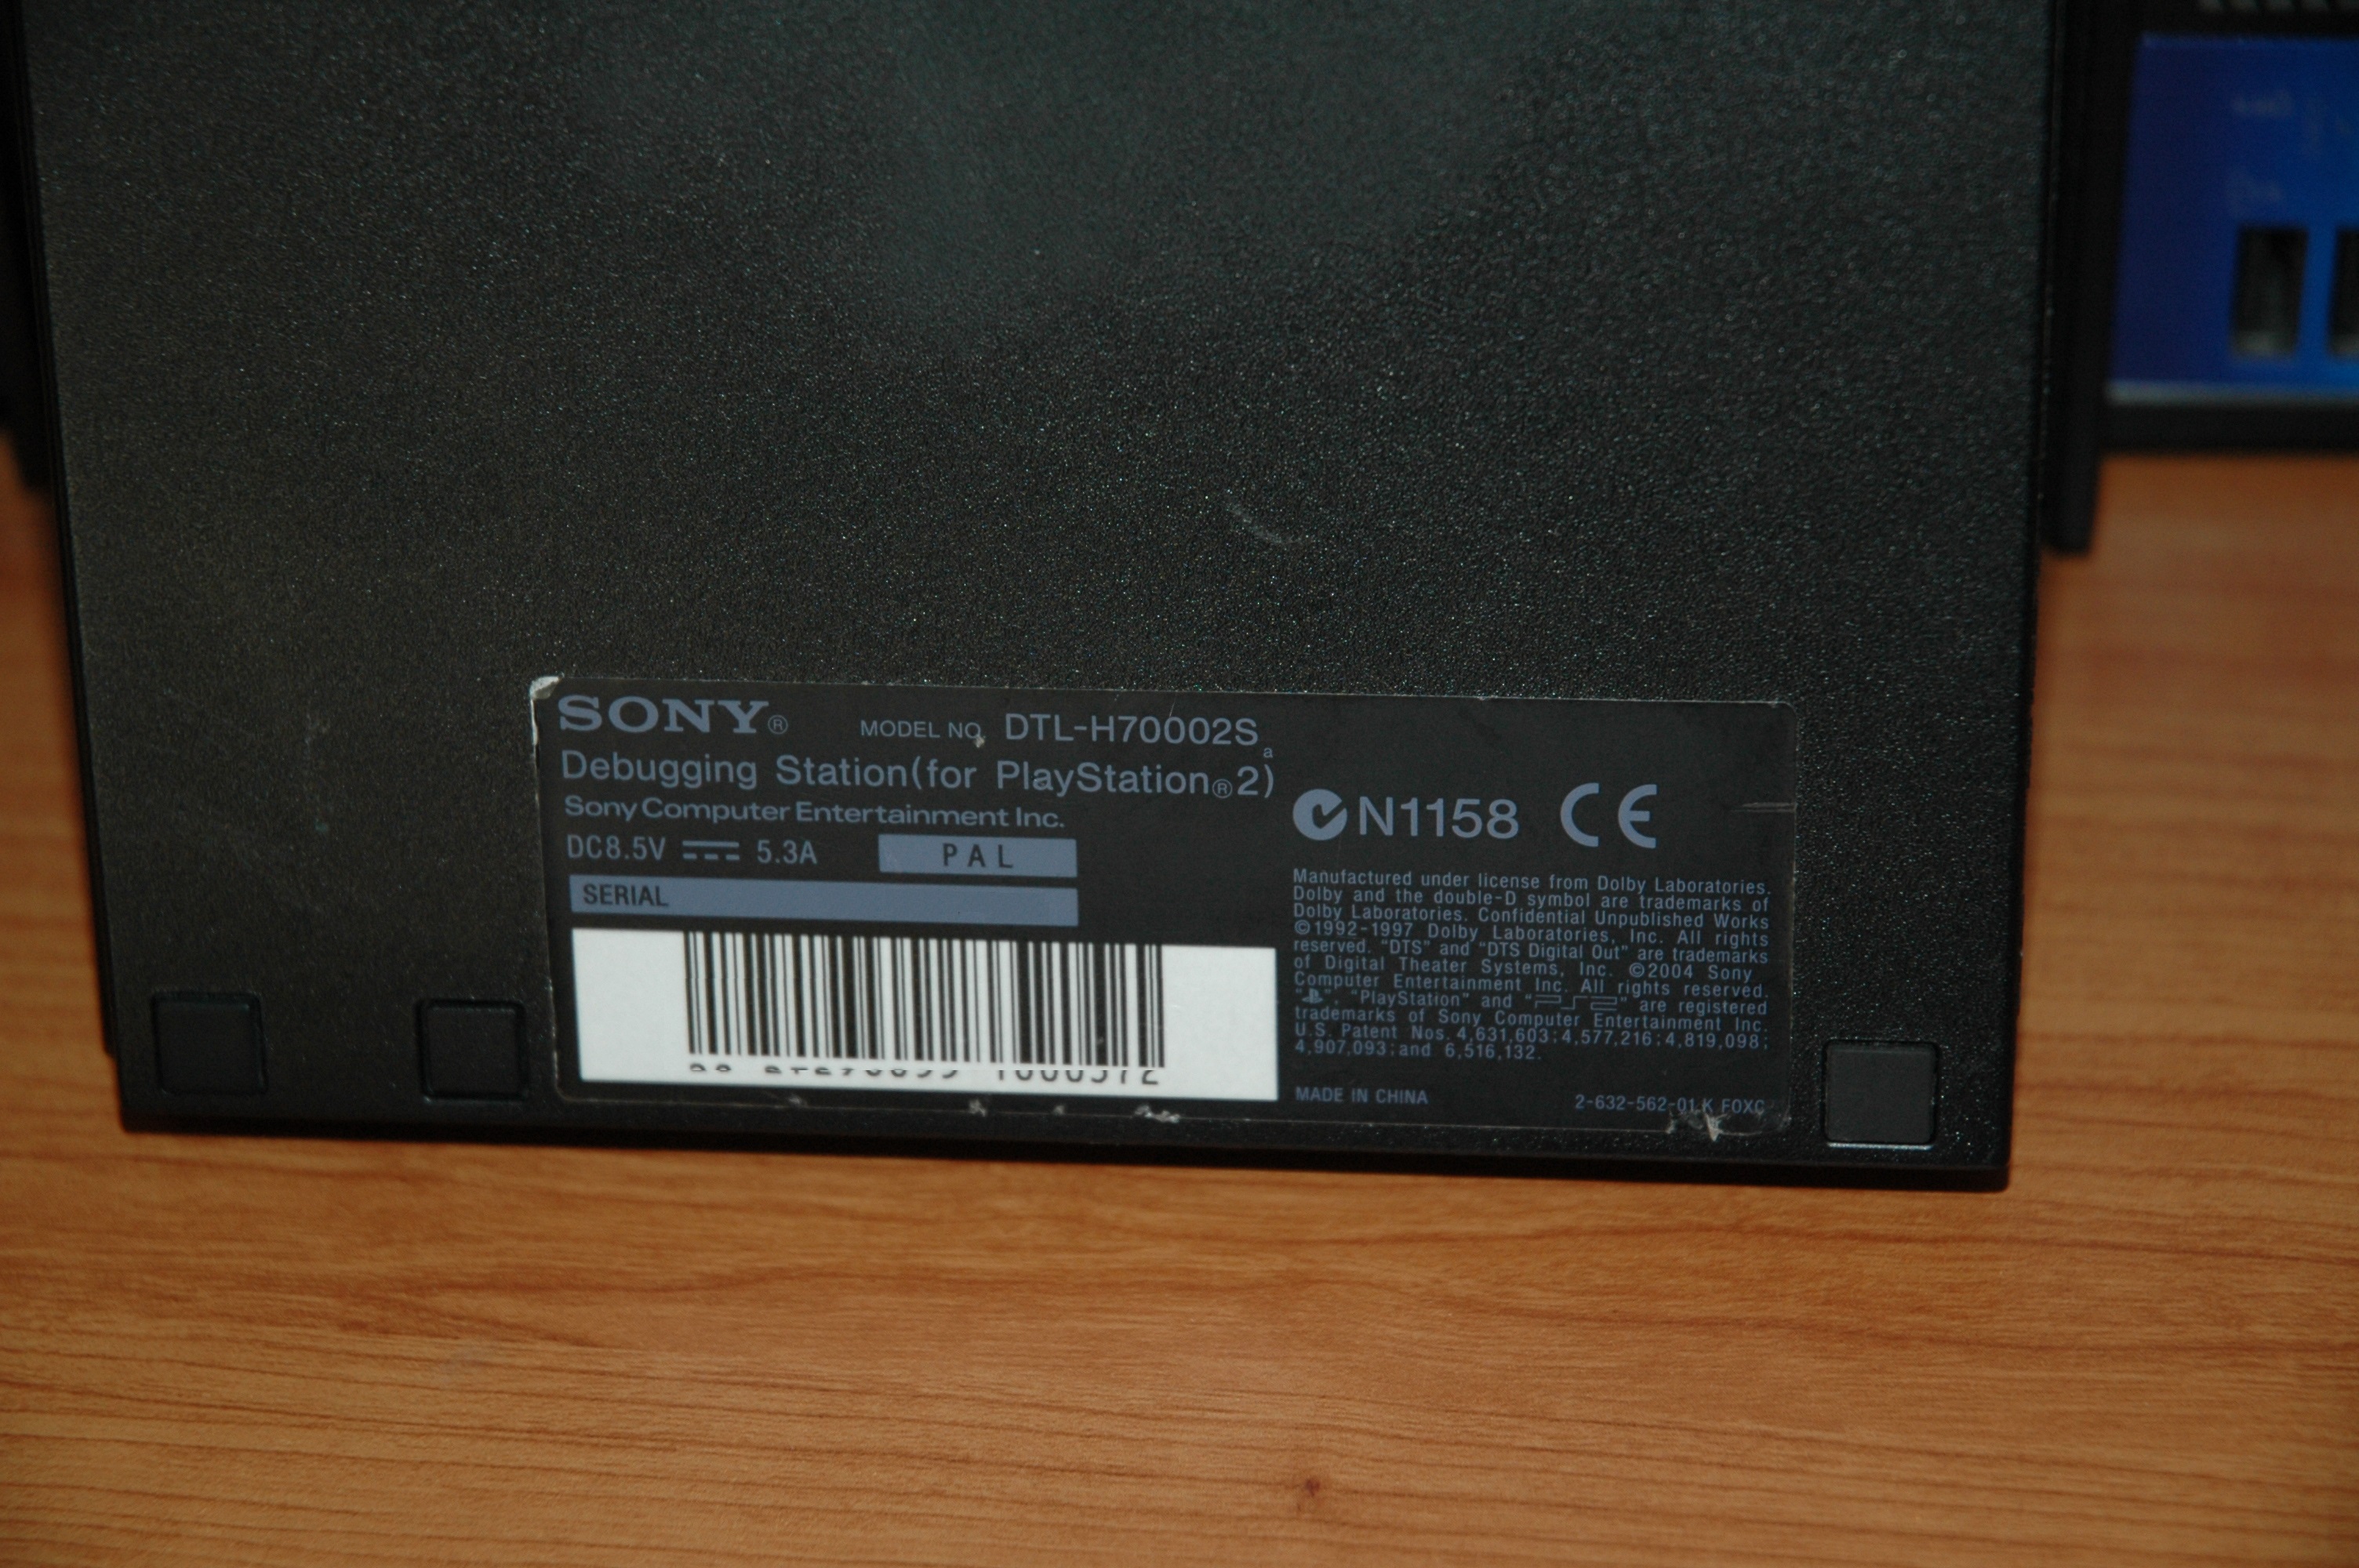 SONY® MODEL NO. DTL-H70002S a
Debugging Station(for PlayStation®2)
Sony Computer Entertainment Inc.
DC8.5V 5.3A PAL
SERIAL
N1158 CE
Manufactured under license from Dolby Laboratories.
Dolby and the double-D symbol are trademarks of
Dolby Laboratories. Confidential Unpublished Works
©1992-1997 Dolby Laboratories, Inc. All rights
reserved. "DTS" and "DTS Digital Out" are trademarks
of Digital Theater Systems, Inc. ©2004 Sony
Computer Entertainment Inc. All rights reserved.
" ", "PlayStation" and "PS2" are registered
trademarks of Sony Computer Entertainment Inc.
U.S. Patent Nos. 4,631,603;4,577,216;4,819,098;
4,907,093;and 6,516,132.
MADE IN CHINA 2-632-562-01 K FOXC